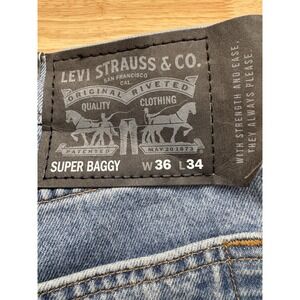 LEVI STRAUSS & CO.
SAN FRANCISCO
CAL
ORIGINAL RIVETED
QUALITY CLOTHING
PATENTED MAY 20 1873
SUPER BAGGY W 36 L 34
WITH STRENGTH AND EASE,
THEY ALWAYS PLEASE.